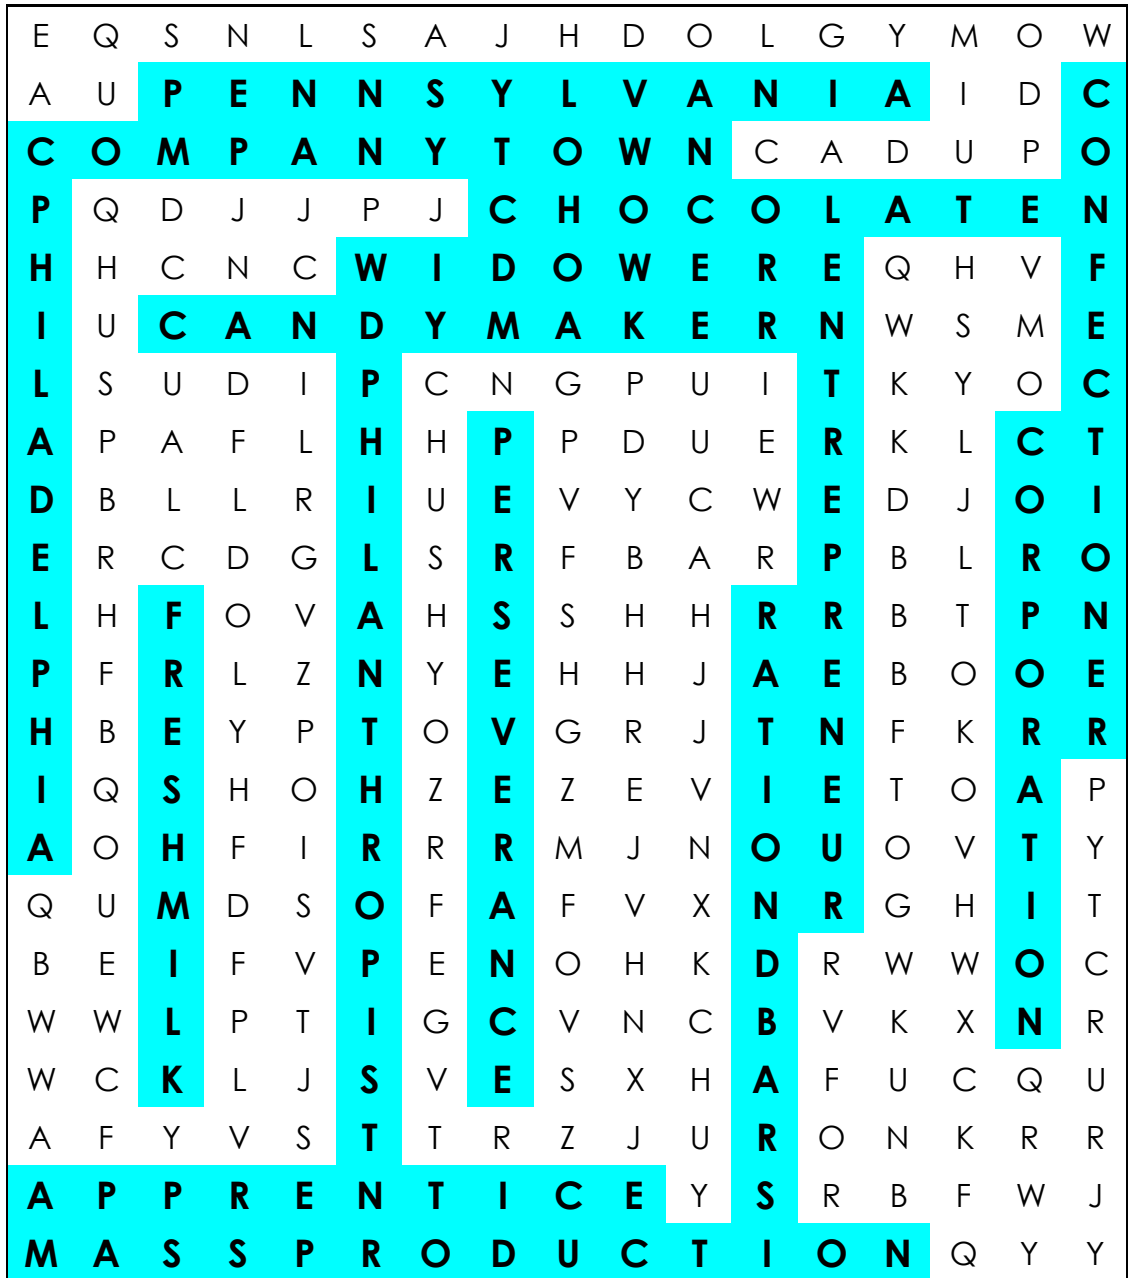 E Q S N L S A J H D O L G Y M O W
A U P E N N S Y L V A N I A I D C
C O M P A N Y T O W N C A D U P O
P Q D J J P J C H O C O L A T E N
H H C N C W I D O W E R E Q H V F
I U C A N D Y M A K E R N W S M E
L S U D I P C N G P U I T K Y O C
A P A F L H H P P D U E R K L C T
D B L L R I U E V Y C W E D J O I
E R C D G L S R F B A R P B L R O
L H F O V A H S S H H R R B T P N
P F R L Z N Y E H H J A E B O O E
H B E Y P T O V G R J T N F K R R
I Q S H O H Z E Z E V I E T O A P
A O H F I R R R M J N O U O V T Y
Q U M D S O F A F V X N R G H I T
B E I F V P E N O H K D R W W O C
W W L P T I G C V N C B V K X N R
W C K L J S V E S X H A F U C Q U
A F Y V S T T R Z J U R O N K R R
A P P R E N T I C E Y S R B F W J
M A S S P R O D U C T I O N Q Y Y